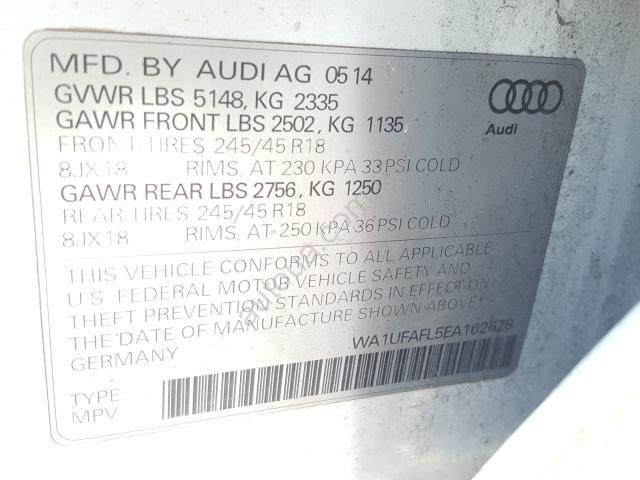 MFD. BY AUDI AG 05 14
GVWR LBS 5148, KG 2335
GAWR FRONT LBS 2502, KG 1135
FRONT TIRES 245/45 R18
8JX18 RIMS, AT 230 KPA 33 PSI COLD
GAWR REAR LBS 2756, KG 1250
REAR TIRES 245/45 R18
8JX18 RIMS, AT 250 KPA 36 PSI COLD
Audi
THIS VEHICLE CONFORMS TO ALL APPLICABLE
U.S. FEDERAL MOTOR VEHICLE SAFETY AND
THEFT PREVENTION STANDARDS IN EFFECT ON
THE DATE OF MANUFACTURE SHOWN ABOVE.
GERMANY
WA1UFAFL5EA162628
TYPE:
MPV